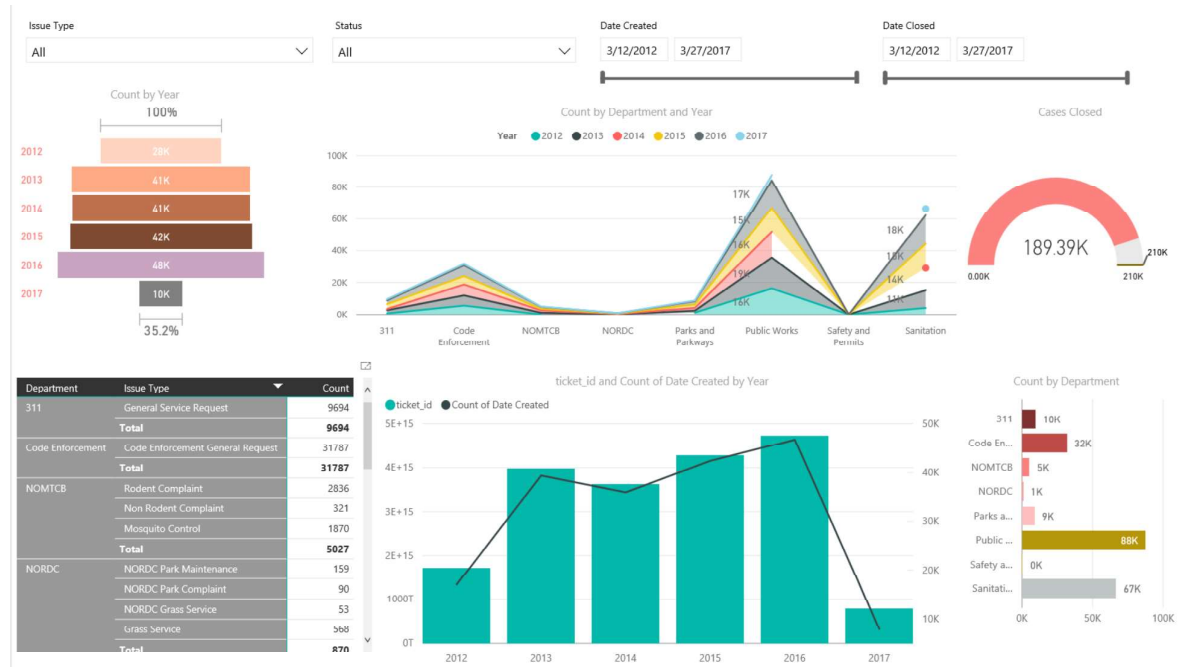 Issue Type
All
Status
All
Date Created
3/12/2012 3/27/2017
Date Closed
3/12/2012 3/27/2017
Count by Year
100%
2012 28K
2013 41K
2014 41K
2015 42K
2016 48K
2017 10K
35.2%
Count by Department and Year
Year 2012 2013 2014 2015 2016 2017
100K
80K
60K
40K
20K
0K
17K
15K
16K
19K
16K
18K
14K
311 Code Enforcement NOMTCB NORDC Parks and Parkways Public Works Safety and Permits Sanitation
Cases Closed
189.39K
0.00K
210K
210K
Department Issue Type Count
311 General Service Request 9694
Total 9694
Code Enforcement Code Enforcement General Request 31787
Total 31787
NOMTCB Rodent Complaint 2836
Non Rodent Complaint 321
Mosquito Control 1870
Total 5027
NORDC NORDC Park Maintenance 159
NORDC Park Complaint 90
NORDC Grass Service 53
Grass Service 568
Total 870
ticket_id and Count of Date Created by Year
ticket_id Count of Date Created
5E+15
4E+15
3E+15
2E+15
1000T
0T
50K
40K
30K
20K
10K
2012 2013 2014 2015 2016 2017
Count by Department
311 10K
Code En... 32K
NOMTCB 5K
NORDC 1K
Parks a... 9K
Public ... 88K
Safety a... 0K
Sanitati... 67K
0K 50K 100K